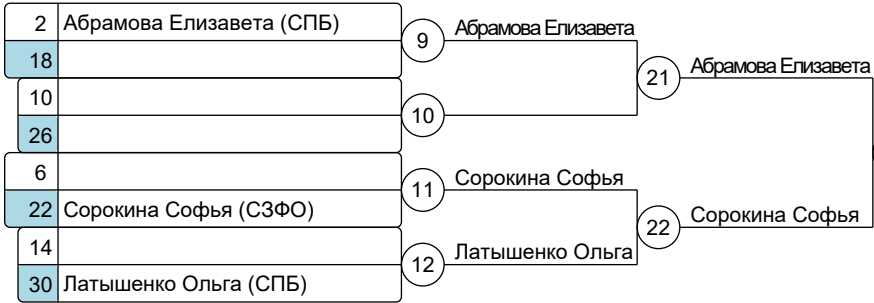 2 Абрамова Елизавета (СПБ)
9 Абрамова Елизавета
18
21 Абрамова Елизавета
10
10
26
6
11 Сорокина Софья
22 Сорокина Софья (СЗФО)
22 Сорокина Софья
14
12 Латышенко Ольга
30 Латышенко Ольга (СПБ)